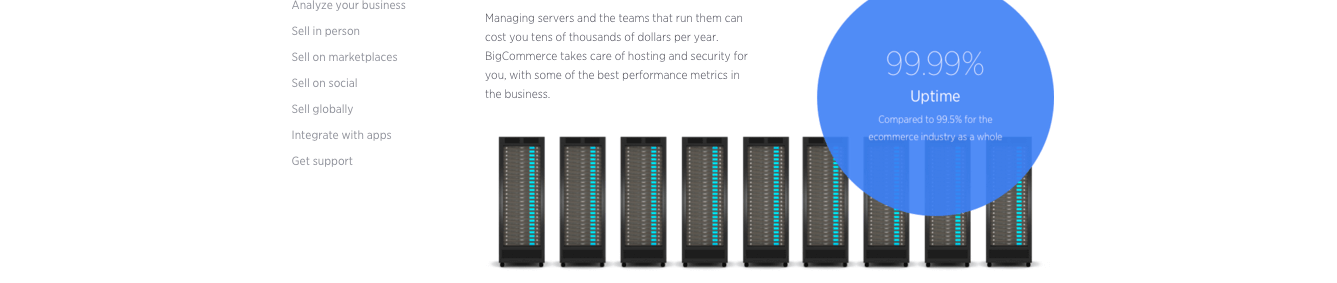 Analyze your business
Sell in person
Sell on marketplaces
Sell on social
Sell globally
Integrate with apps
Get support
Managing servers and the teams that run them can
cost you tens of thousands of dollars per year.
BigCommerce takes care of hosting and security for
you, with some of the best performance metrics in
the business.
99.99%
Uptime
Compared to 99.5% for the
ecommerce industry as a whole